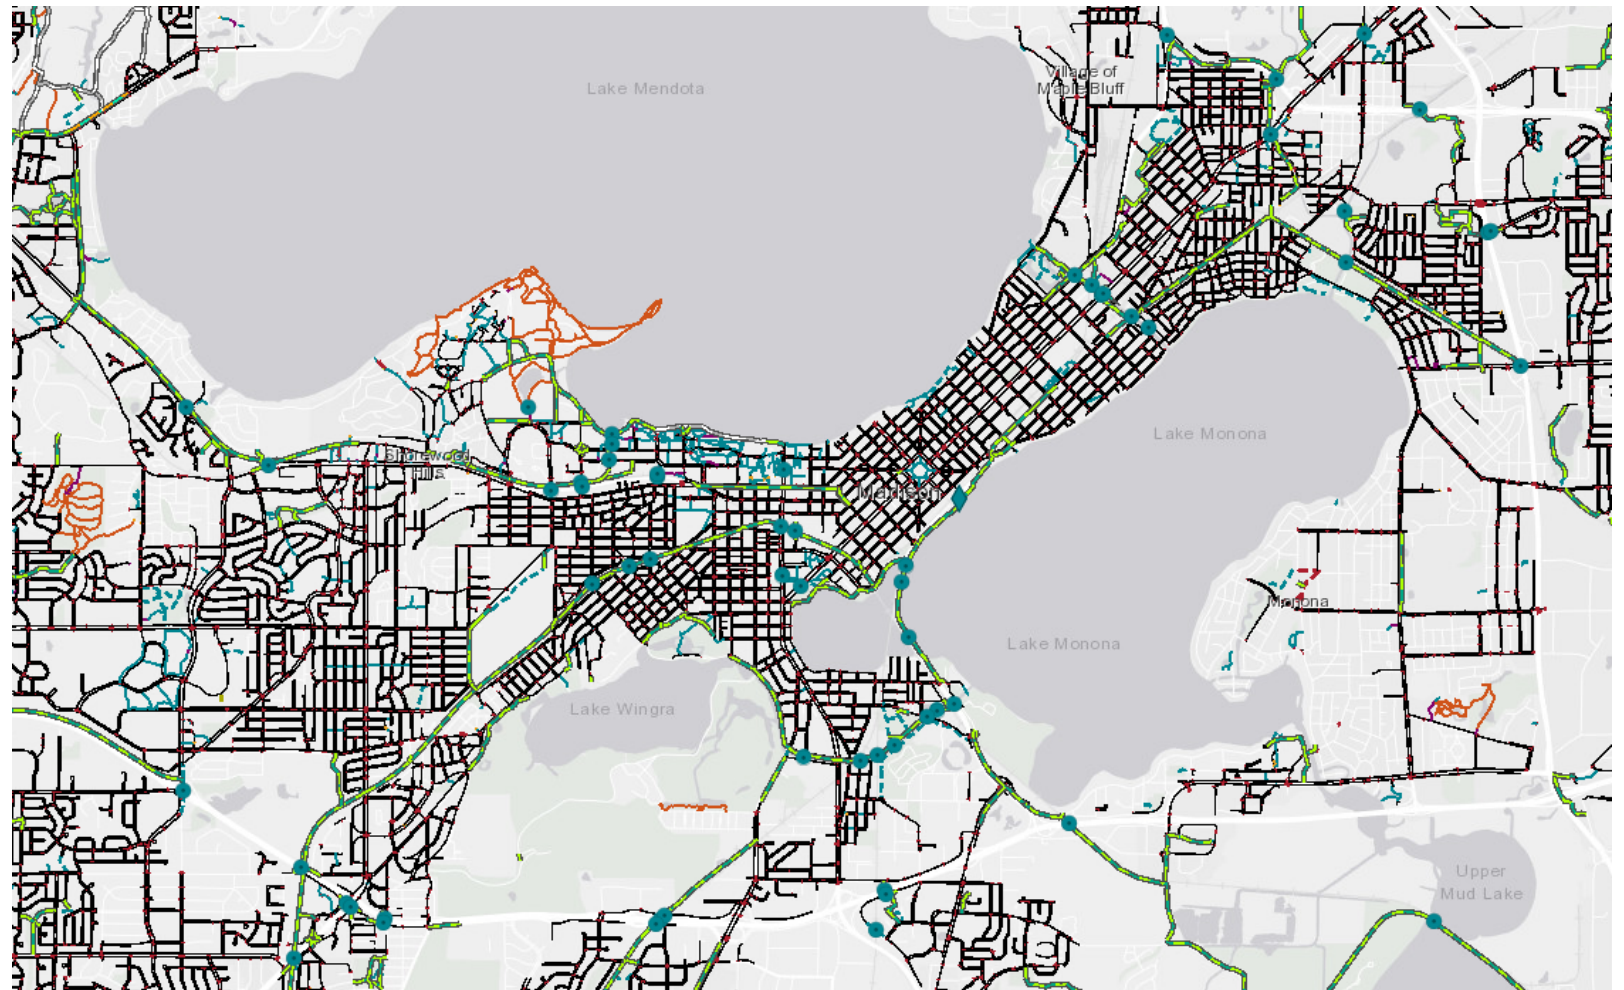 Village of
Maple Bluff
Lake Mendota
Lake Monona
Shorewood
Hills
Madison
Monona
Lake Monona
Lake Wingra
Upper
Mud Lake